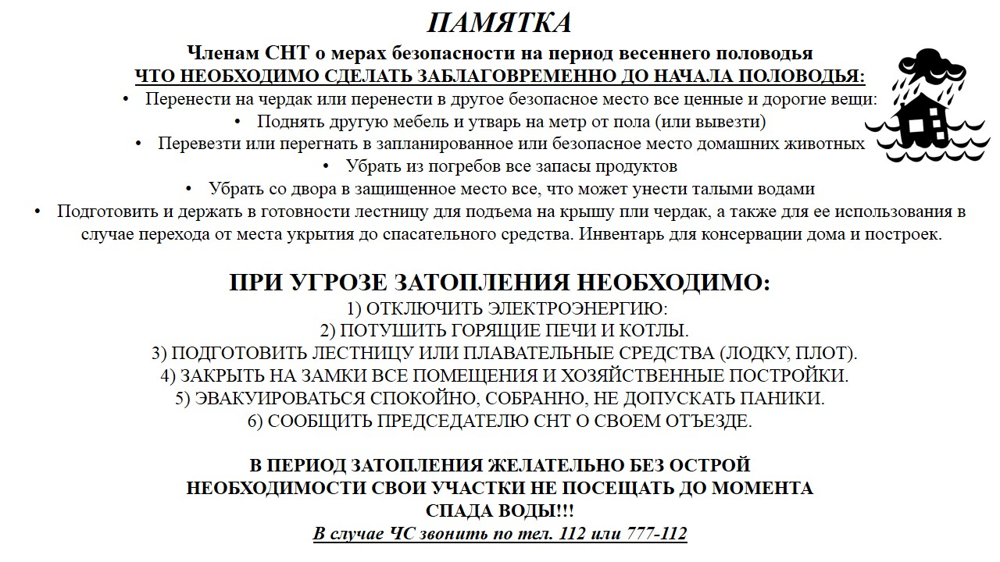 ПАМЯТКА
Членам СНТ о мерах безопасности на период весеннего половодья
ЧТО НЕОБХОДИМО СДЕЛАТЬ ЗАБЛАГОВРЕМЕННО ДО НАЧАЛА ПОЛОВОДЬЯ:
• Перенести на чердак или перенести в другое безопасное место все ценные и дорогие вещи:
• Поднять другую мебель и утварь на метр от пола (или вывезти)
• Перевезти или перегнать в запланированное или безопасное место домашних животных
• Убрать из погребов все запасы продуктов
• Убрать со двора в защищенное место все, что может унести талыми водами
• Подготовить и держать в готовности лестницу для подъема на крышу пли чердак, а также для ее использования в
случае перехода от места укрытия до спасательного средства. Инвентарь для консервации дома и построек.
ПРИ УГРОЗЕ ЗАТОПЛЕНИЯ НЕОБХОДИМО:
1) ОТКЛЮЧИТЬ ЭЛЕКТРОЭНЕРГИЮ:
2) ПОТУШИТЬ ГОРЯЩИЕ ПЕЧИ И КОТЛЫ.
3) ПОДГОТОВИТЬ ЛЕСТНИЦУ ИЛИ ПЛАВАТЕЛЬНЫЕ СРЕДСТВА (ЛОДКУ, ПЛОТ).
4) ЗАКРЫТЬ НА ЗАМКИ ВСЕ ПОМЕЩЕНИЯ И ХОЗЯЙСТВЕННЫЕ ПОСТРОЙКИ.
5) ЭВАКУИРОВАТЬСЯ СПОКОЙНО, СОБРАННО, НЕ ДОПУСКАТЬ ПАНИКИ.
6) СООБЩИТЬ ПРЕДСЕДАТЕЛЮ СНТ О СВОЕМ ОТЪЕЗДЕ.
В ПЕРИОД ЗАТОПЛЕНИЯ ЖЕЛАТЕЛЬНО БЕЗ ОСТРОЙ
НЕОБХОДИМОСТИ СВОИ УЧАСТКИ НЕ ПОСЕЩАТЬ ДО МОМЕНТА
СПАДА ВОДЫ!!!
В случае ЧС звонить по тел. 112 или 777-112